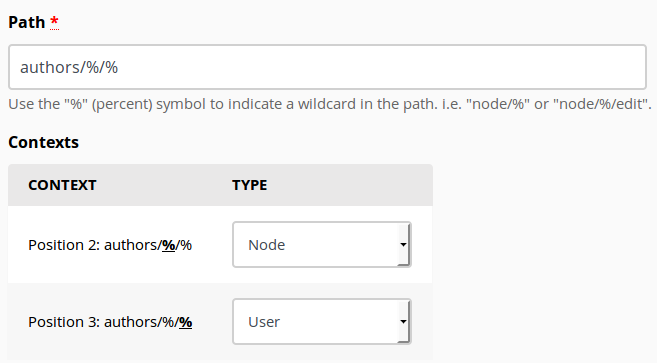 Path *
authors/%/%
Use the "%" (percent) symbol to indicate a wildcard in the path. i.e. "node/%" or "node/%/edit".
Contexts
CONTEXT TYPE
Position 2: authors/%/% Node
Position 3: authors/%/% User